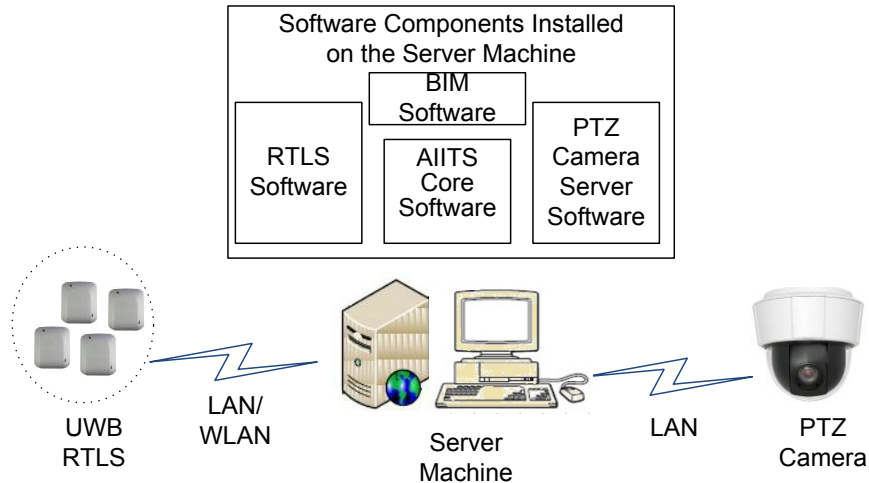 Software Components Installed
on the Server Machine
BIM
Software
RTLS
Software
AIITS
Core
Software
PTZ
Camera
Server
Software
UWB
RTLS
LAN/
WLAN
Server
Machine
LAN
PTZ
Camera